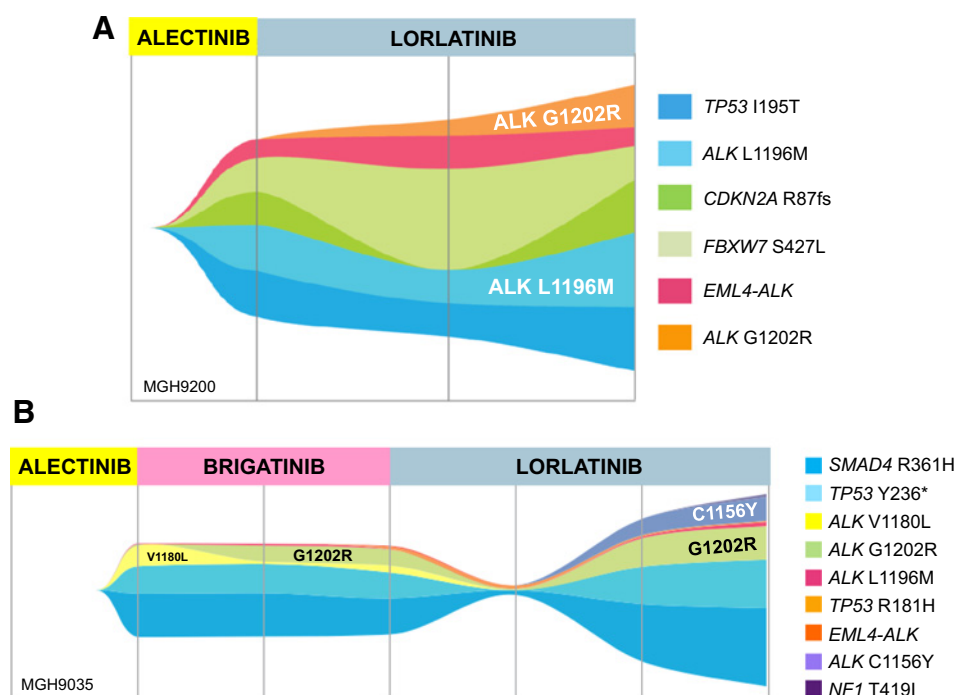 A
ALECTINIB
LORLATINIB
ALK G1202R
ALK L1196M
MGH9200
TP53 I195T
ALK L1196M
CDKN2A R87fs
FBXW7 S427L
EML4-ALK
ALK G1202R
B
ALECTINIB
BRIGATINIB
LORLATINIB
V1180L
G1202R
C1156Y
G1202R
MGH9035
SMAD4 R361H
TP53 Y236*
ALK V1180L
ALK G1202R
ALK L1196M
TP53 R181H
EML4-ALK
ALK C1156Y
NF1 T419I